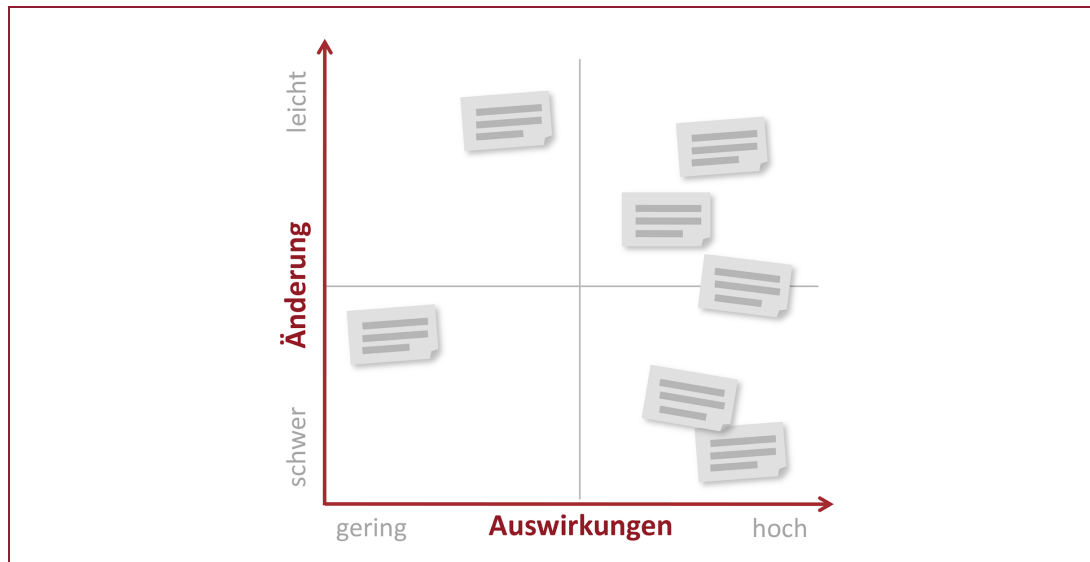 leicht
Änderung
schwer
gering
Auswirkungen
hoch